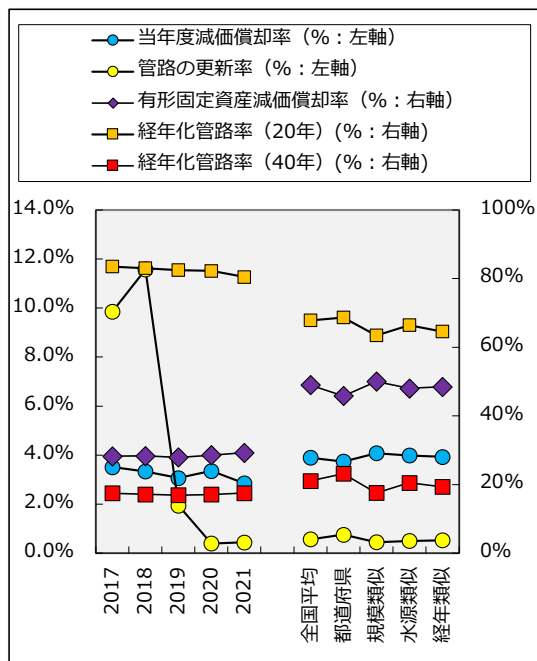 当年度減価償却率（%：左軸）
管路の更新率（%：左軸）
有形固定資産減価償却率（%：右軸）
経年化管路率（20年）(%：右軸)
経年化管路率（40年）(%：右軸)
14.0%
12.0%
10.0%
8.0%
6.0%
4.0%
2.0%
0.0%
100%
80%
60%
40%
20%
0%
2017
2018
2019
2020
2021
全国平均
都道府県
規模類似
水源類似
経年類似